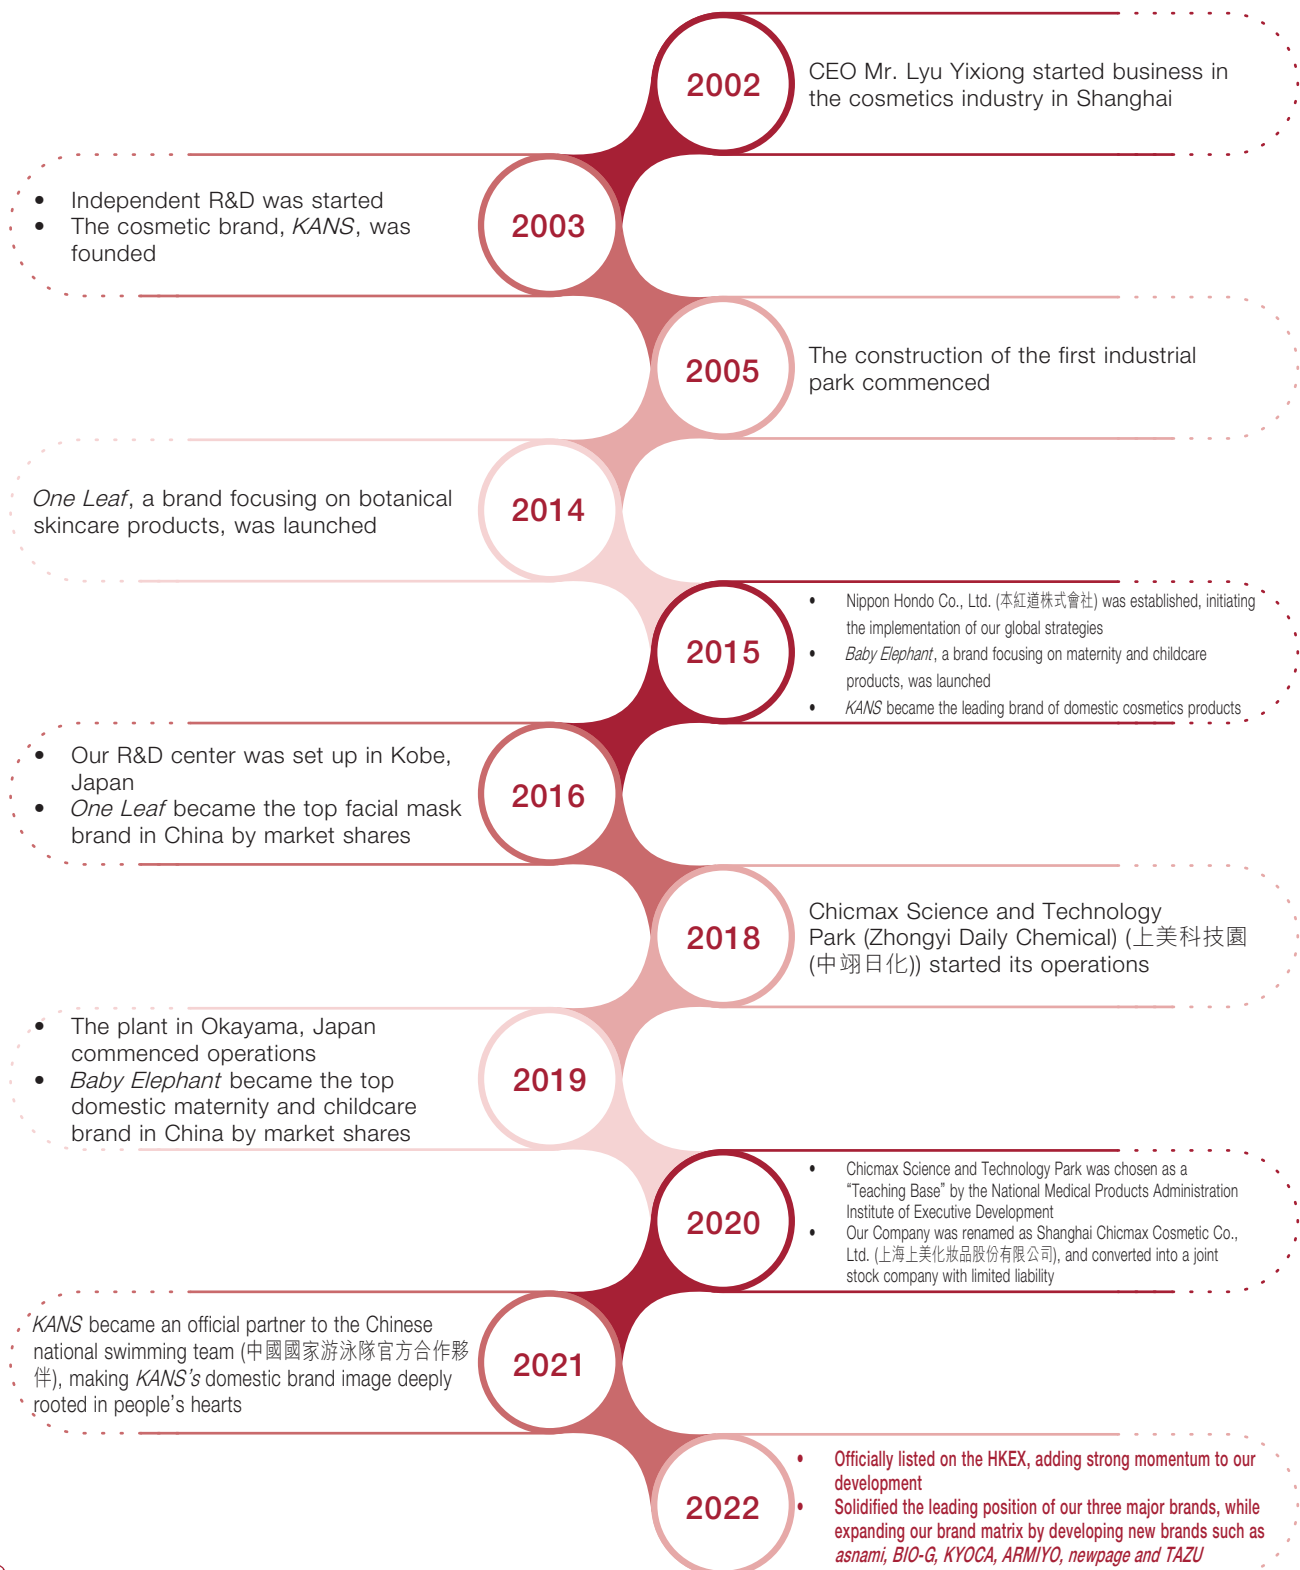 2002
CEO Mr. Lyu Yixiong started business in
the cosmetics industry in Shanghai
2003
• Independent R&D was started
• The cosmetic brand, KANS, was
founded
2005
The construction of the first industrial
park commenced
2014
One Leaf, a brand focusing on botanical
skincare products, was launched
2015
• Nippon Hondo Co., Ltd. (本紅道株式會社) was established, initiating
the implementation of our global strategies
• Baby Elephant, a brand focusing on maternity and childcare
products, was launched
• KANS became the leading brand of domestic cosmetics products
2016
• Our R&D center was set up in Kobe,
Japan
• One Leaf became the top facial mask
brand in China by market shares
2018
Chicmax Science and Technology
Park (Zhongyi Daily Chemical) (上美科技園
(中翊日化)) started its operations
2019
• The plant in Okayama, Japan
commenced operations
• Baby Elephant became the top
domestic maternity and childcare
brand in China by market shares
2020
• Chicmax Science and Technology Park was chosen as a
“Teaching Base” by the National Medical Products Administration
Institute of Executive Development
• Our Company was renamed as Shanghai Chicmax Cosmetic Co.,
Ltd. (上海上美化妝品股份有限公司), and converted into a joint
stock company with limited liability
2021
KANS became an official partner to the Chinese
national swimming team (中國國家游泳隊官方合作夥
伴), making KANS’s domestic brand image deeply
rooted in people’s hearts
2022
• Officially listed on the HKEX, adding strong momentum to our
development
• Solidified the leading position of our three major brands, while
expanding our brand matrix by developing new brands such as
asnami, BIO-G, KYOCA, ARMIYO, newpage and TAZU